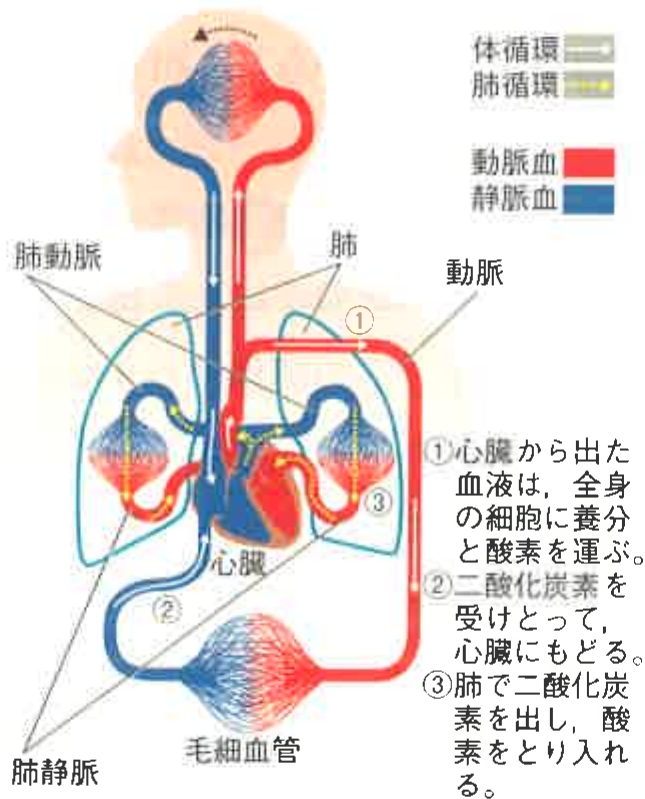 体循環
肺循環
動脈血
静脈血
肺動脈
肺
動脈
①
③
心臓
②
毛細血管
肺静脈
①心臓から出た
血液は，全身
の細胞に養分
と酸素を運ぶ。
②二酸化炭素を
受けとって，
心臓にもどる。
③肺で二酸化炭
素を出し，酸
素をとり入れ
る。